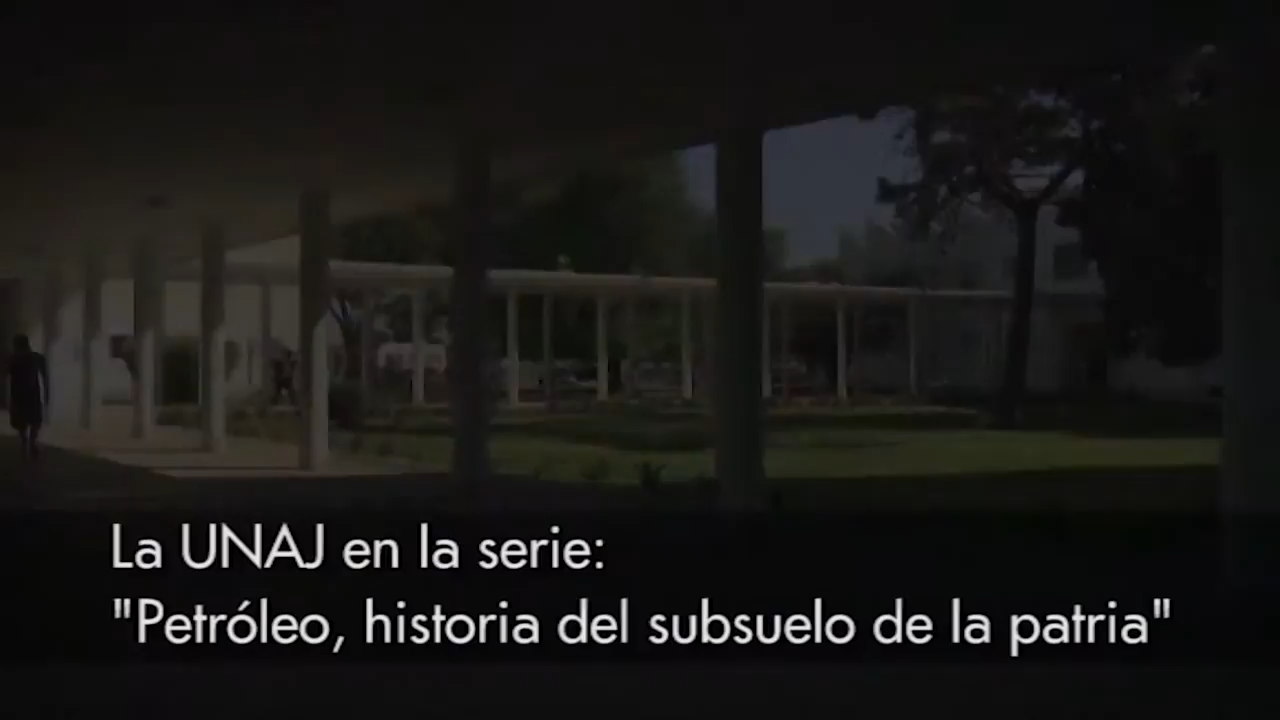 La UNAJ en la serie:
"Petróleo, historia del subsuelo de la patria"